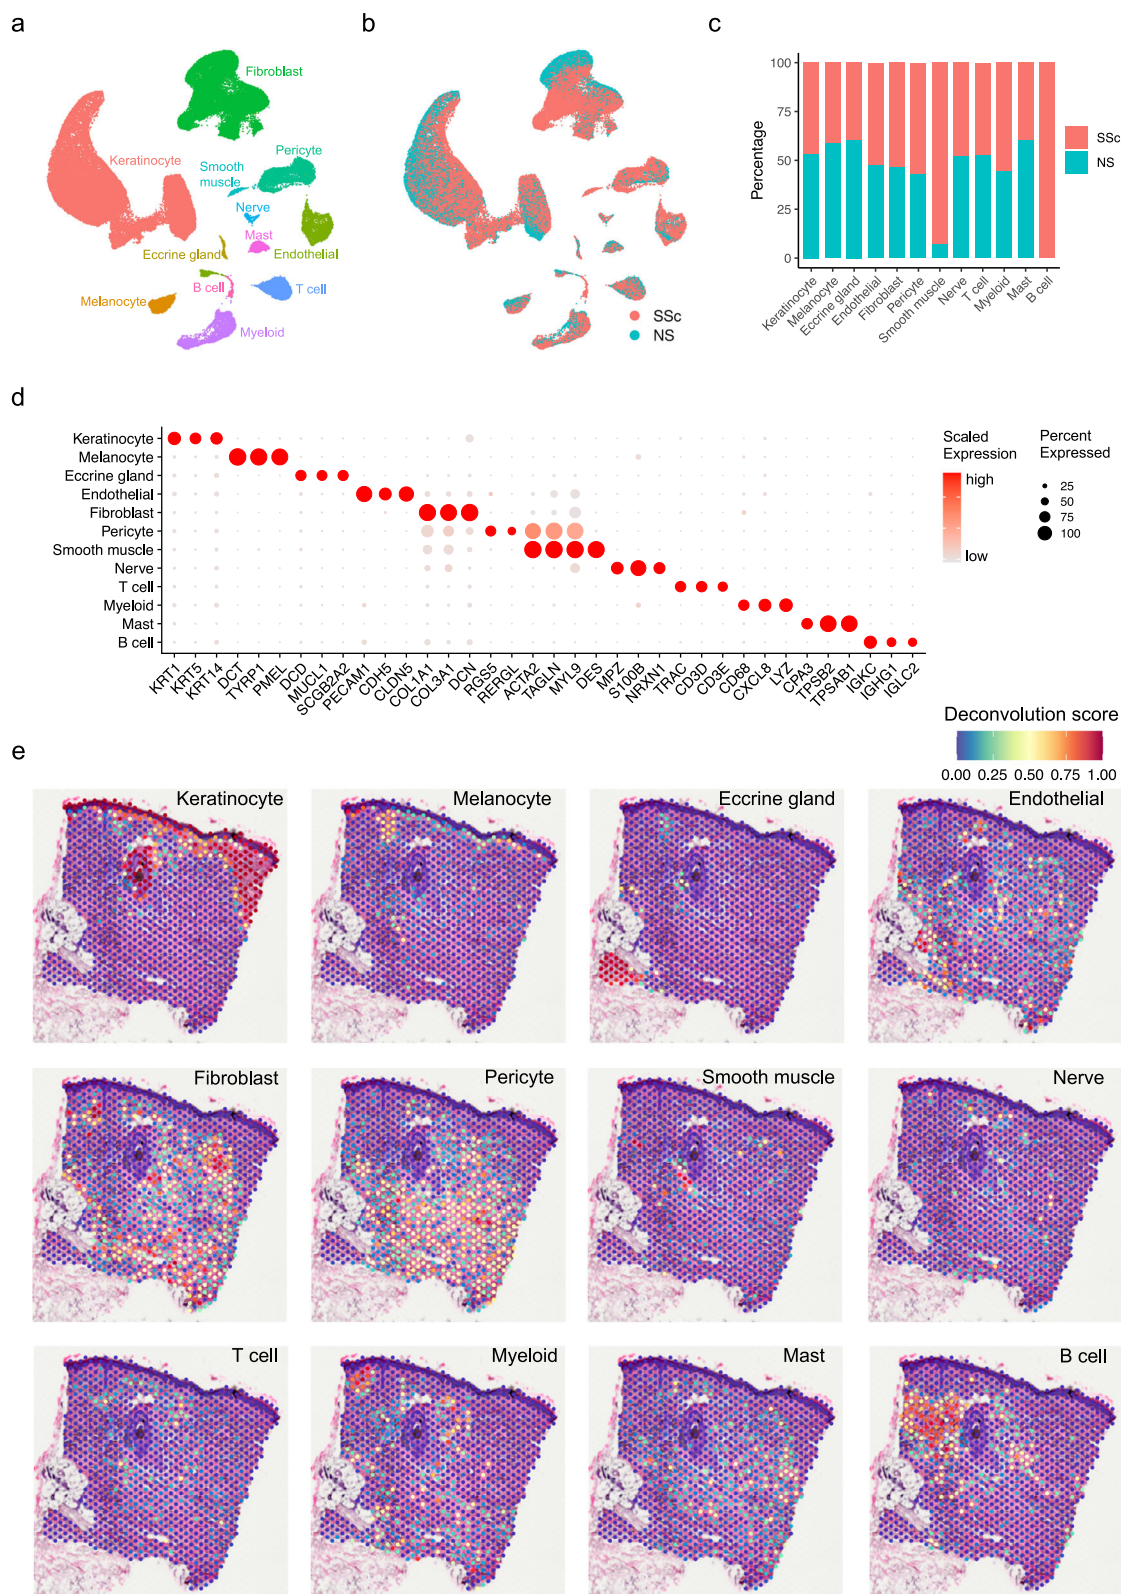 a
Fibroblast
Keratinocyte
Pericyte
Smooth
muscle
Nerve
Mast
Eccrine gland
Endothelial
B cell
T cell
Melanocyte
Myeloid
b
SSc
NS
c
Percentage
100
75
50
25
0
Keratinocyte
Melanocyte
Eccrine gland
Endothelial
Fibroblast
Pericyte
Smooth muscle
Nerve
T cell
Myeloid
Mast
B cell
SSc
NS
d
Keratinocyte
Melanocyte
Eccrine gland
Endothelial
Fibroblast
Pericyte
Smooth muscle
Nerve
T cell
Myeloid
Mast
B cell
KRT1
KRT5
KRT14
DCT
TYRP1
PMEL
DCD
MUCL1
SCGB2A2
PECAM1
CDH5
CLDN5
COL1A1
COL3A1
DCN
RGS5
RERGL
ACTA2
TAGLN
MYL9
DES
MPZ
S100B
NRXN1
TRAC
CD3D
CD3E
CD68
CXCL8
LYZ
CPA3
TPSB2
TPSAB1
IGKC
IGHG1
IGLC2
Scaled
Expression
high
low
Percent
Expressed
25
50
75
100
e
Deconvolution score
0.00 0.25 0.50 0.75 1.00
Keratinocyte
Melanocyte
Eccrine gland
Endothelial
Fibroblast
Pericyte
Smooth muscle
Nerve
T cell
Myeloid
Mast
B cell